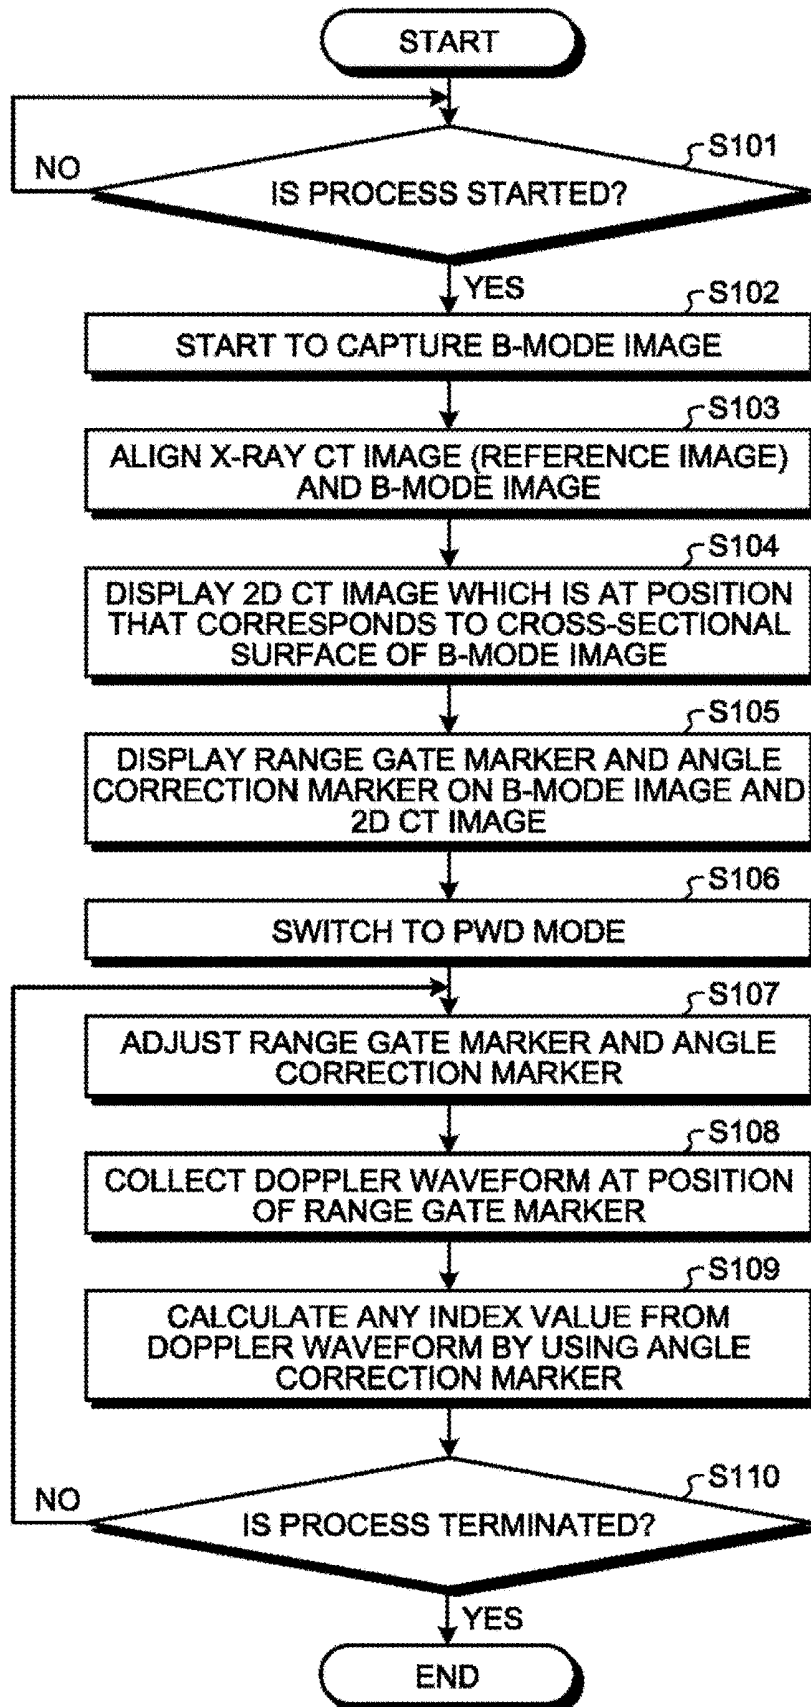 START
S101
NO
IS PROCESS STARTED?
YES
S102
START TO CAPTURE B-MODE IMAGE
S103
ALIGN X-RAY CT IMAGE (REFERENCE IMAGE)
AND B-MODE IMAGE
S104
DISPLAY 2D CT IMAGE WHICH IS AT POSITION
THAT CORRESPONDS TO CROSS-SECTIONAL
SURFACE OF B-MODE IMAGE
S105
DISPLAY RANGE GATE MARKER AND ANGLE
CORRECTION MARKER ON B-MODE IMAGE AND
2D CT IMAGE
S106
SWITCH TO PWD MODE
S107
ADJUST RANGE GATE MARKER AND ANGLE
CORRECTION MARKER
S108
COLLECT DOPPLER WAVEFORM AT POSITION
OF RANGE GATE MARKER
S109
CALCULATE ANY INDEX VALUE FROM
DOPPLER WAVEFORM BY USING ANGLE
CORRECTION MARKER
S110
NO
IS PROCESS TERMINATED?
YES
END